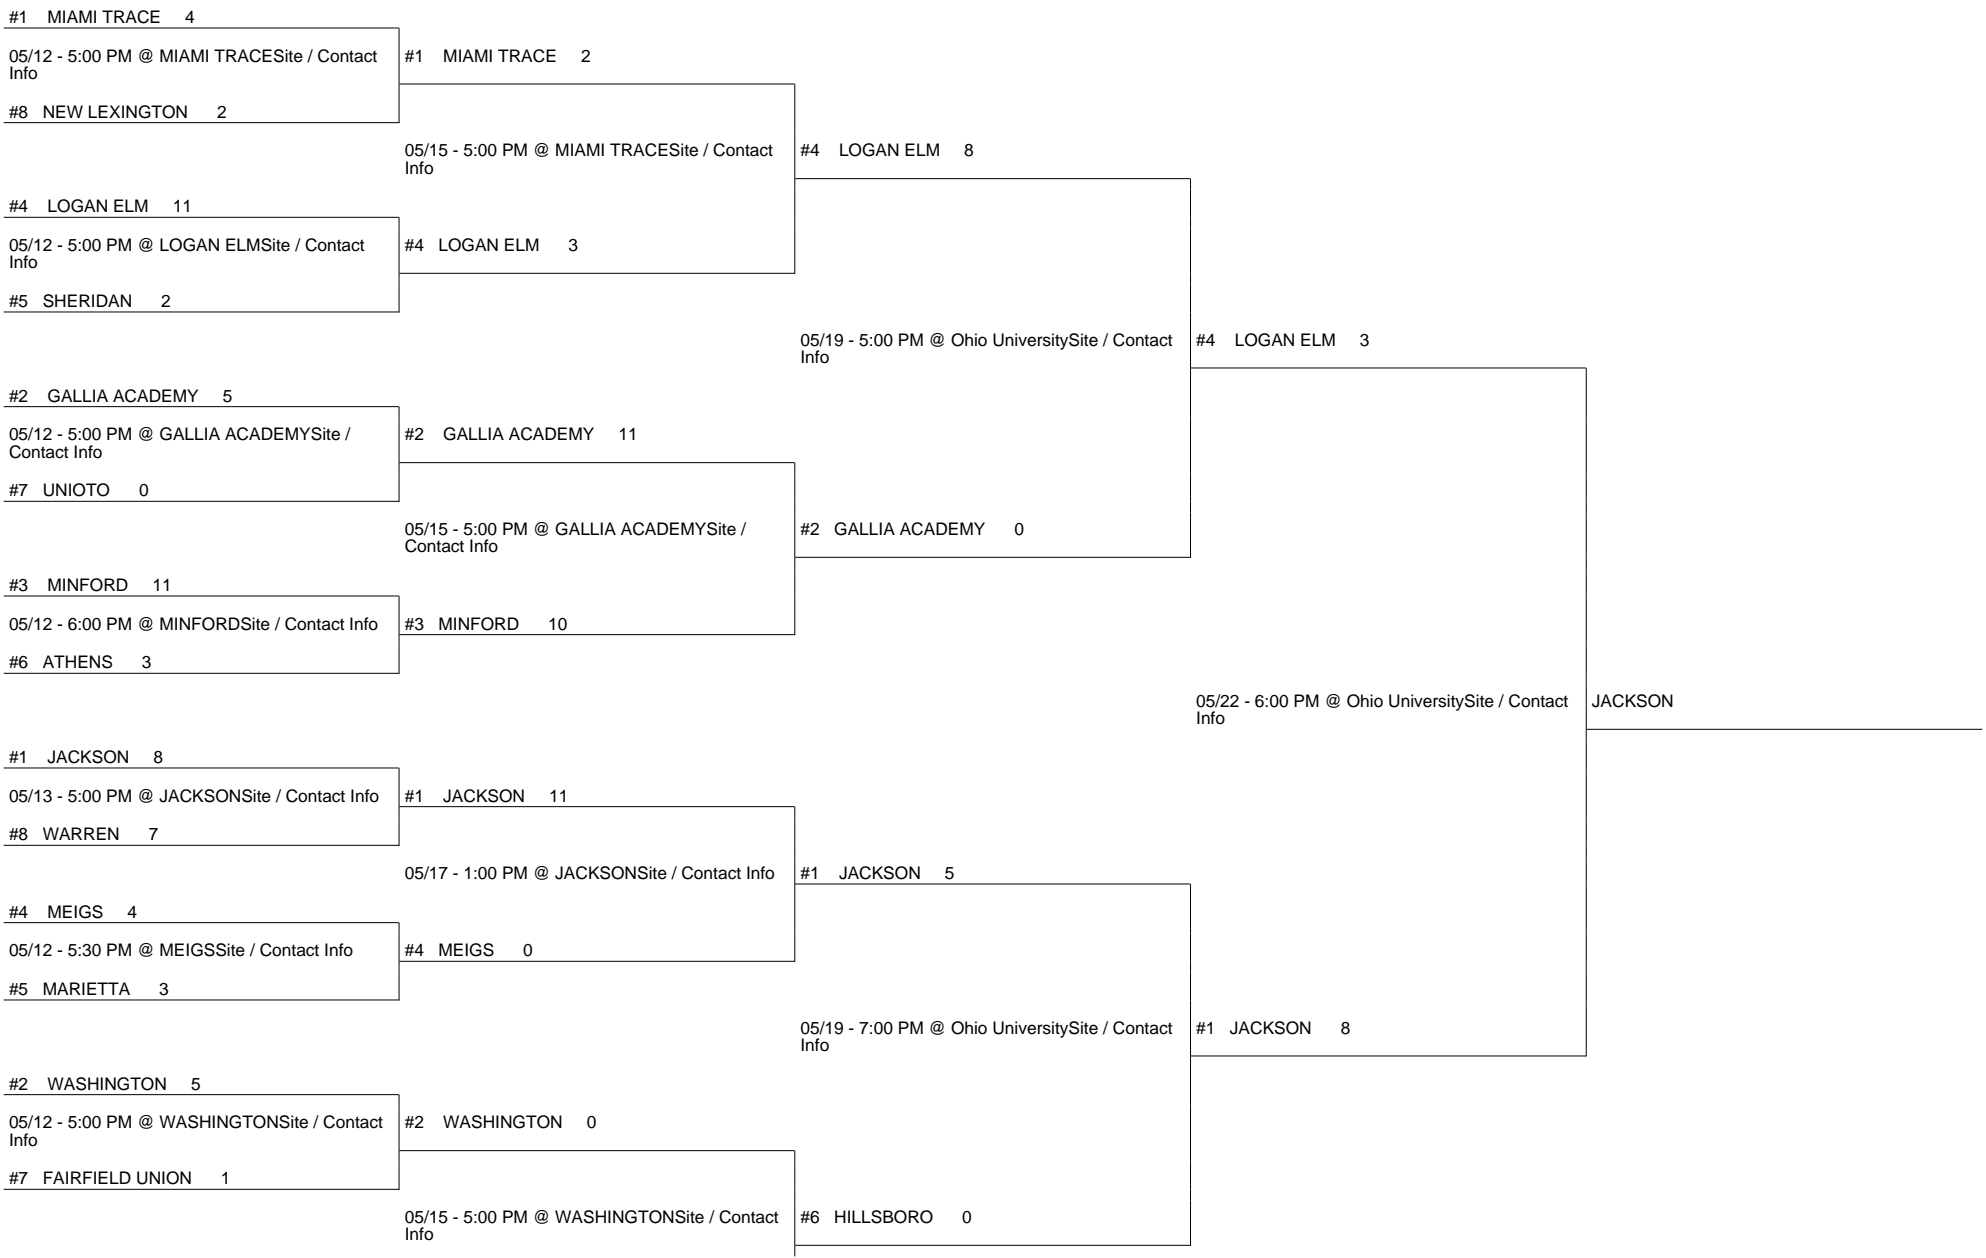 #1 MIAMI TRACE 4
05/12 - 5:00 PM @ MIAMI TRACESite / Contact
Info
#8 NEW LEXINGTON 2
#4 LOGAN ELM 11
05/12 - 5:00 PM @ LOGAN ELMSite / Contact
Info
#5 SHERIDAN 2
#2 GALLIA ACADEMY 5
05/12 - 5:00 PM @ GALLIA ACADEMYSite /
Contact Info
#7 UNIOTO 0
#3 MINFORD 11
05/12 - 6:00 PM @ MINFORDSite / Contact Info
#6 ATHENS 3
#1 JACKSON 8
05/13 - 5:00 PM @ JACKSONSite / Contact Info
#8 WARREN 7
#4 MEIGS 4
05/12 - 5:30 PM @ MEIGSSite / Contact Info
#5 MARIETTA 3
#2 WASHINGTON 5
05/12 - 5:00 PM @ WASHINGTONSite / Contact
Info
#7 FAIRFIELD UNION 1
#1 MIAMI TRACE 2
05/15 - 5:00 PM @ MIAMI TRACESite / Contact
Info
#4 LOGAN ELM 3
#2 GALLIA ACADEMY 11
05/15 - 5:00 PM @ GALLIA ACADEMYSite /
Contact Info
#3 MINFORD 10
#1 JACKSON 11
05/17 - 1:00 PM @ JACKSONSite / Contact Info
#4 MEIGS 0
#2 WASHINGTON 0
05/15 - 5:00 PM @ WASHINGTONSite / Contact
Info
#4 LOGAN ELM 8
05/19 - 5:00 PM @ Ohio UniversitySite / Contact
Info
#2 GALLIA ACADEMY 0
#1 JACKSON 5
05/19 - 7:00 PM @ Ohio UniversitySite / Contact
Info
#6 HILLSBORO 0
#4 LOGAN ELM 3
05/22 - 6:00 PM @ Ohio UniversitySite / Contact
Info
#1 JACKSON 8
JACKSON